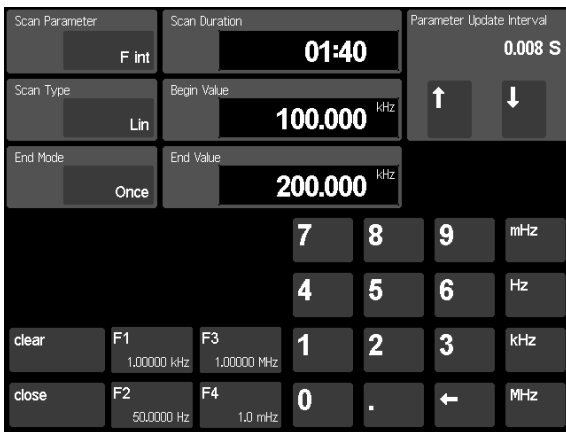 Scan Parameter
F int
Scan Duration
01:40
Parameter Update Interval
0.008 S
Scan Type
Lin
Begin Value
100.000 kHz
End Mode
Once
End Value
200.000 kHz
7 8 9 mHz
4 5 6 Hz
clear
F1
1.00000 kHz
F3
1.00000 MHz
1 2 3 kHz
close
F2
50.0000 Hz
F4
1.0 mHz
0 . MHz